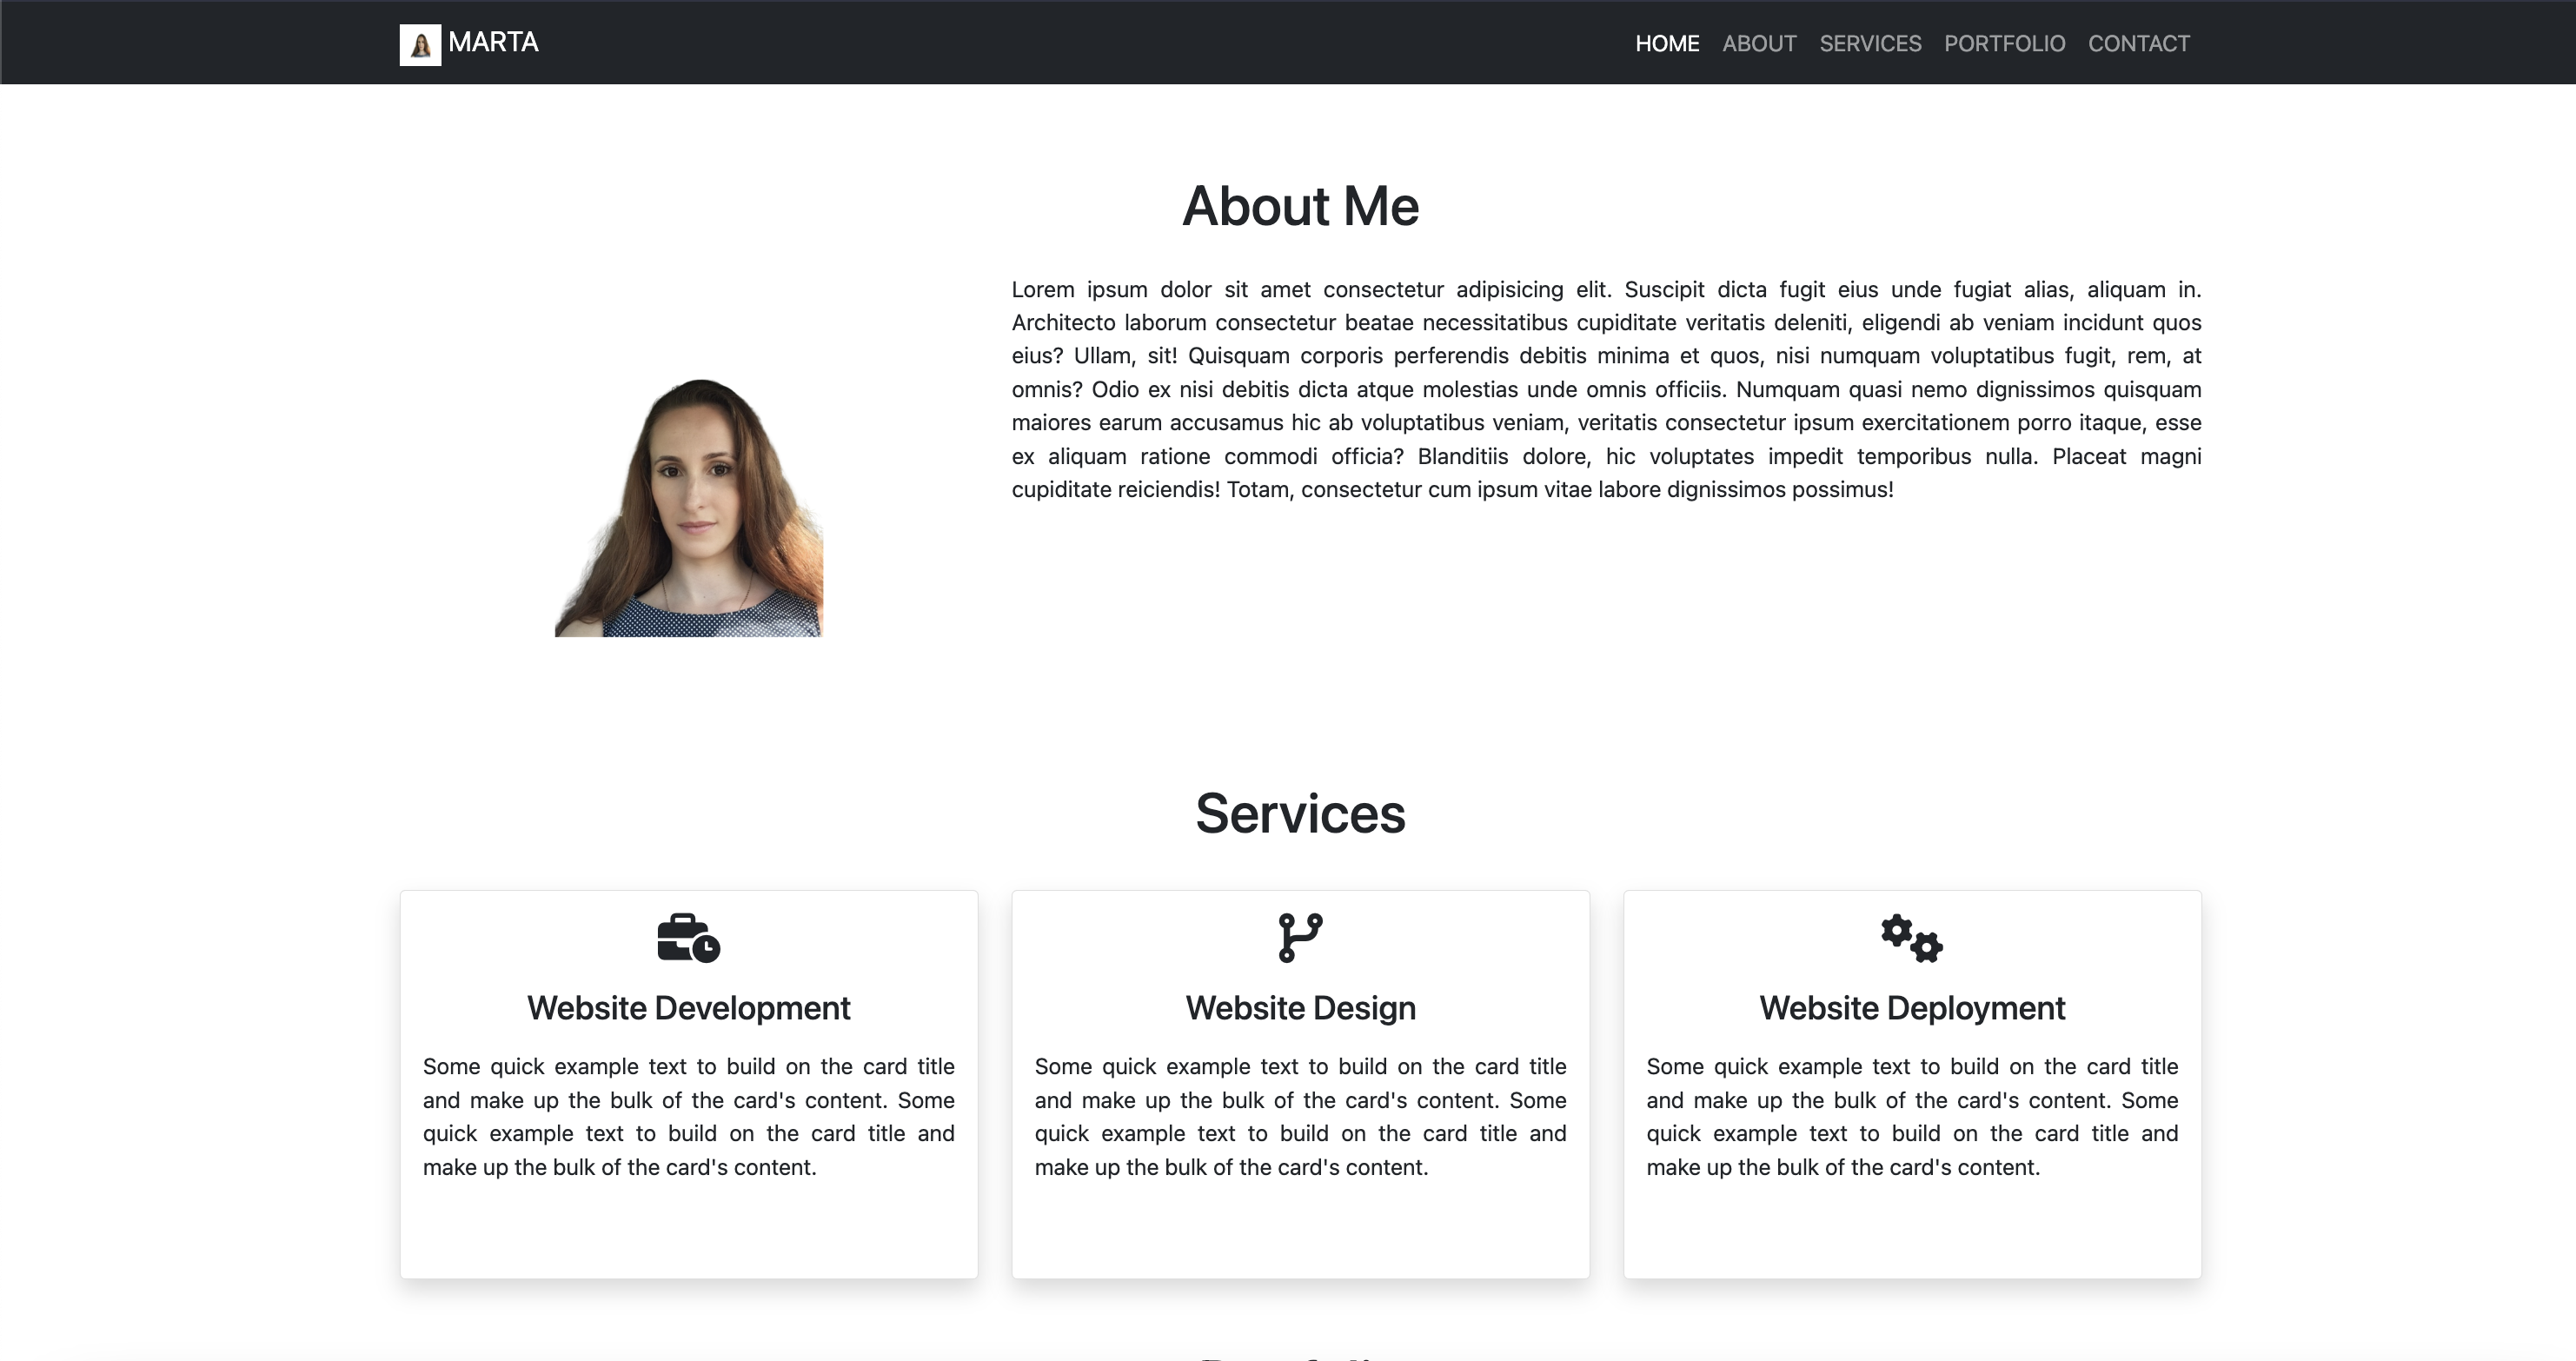 MARTA
HOME ABOUT SERVICES PORTFOLIO CONTACT
About Me
Lorem ipsum dolor sit amet consectetur adipisicing elit. Suscipit dicta fugit eius unde fugiat alias, aliquam in.
Architecto laborum consectetur beatae necessitatibus cupiditate veritatis deleniti, eligendi ab veniam incidunt quos
eius? Ullam, sit! Quisquam corporis perferendis debitis minima et quos, nisi numquam voluptatibus fugit, rem, at
omnis? Odio ex nisi debitis dicta atque molestias unde omnis officiis. Numquam quasi nemo dignissimos quisquam
maiores earum accusamus hic ab voluptatibus veniam, veritatis consectetur ipsum exercitationem porro itaque, esse
ex aliquam ratione commodi officia? Blanditiis dolore, hic voluptates impedit temporibus nulla. Placeat magni
cupiditate reiciendis! Totam, consectetur cum ipsum vitae labore dignissimos possimus!
Services
Website Development
Some quick example text to build on the card title
and make up the bulk of the card's content. Some
quick example text to build on the card title and
make up the bulk of the card's content.
Website Design
Some quick example text to build on the card title
and make up the bulk of the card's content. Some
quick example text to build on the card title and
make up the bulk of the card's content.
Website Deployment
Some quick example text to build on the card title
and make up the bulk of the card's content. Some
quick example text to build on the card title and
make up the bulk of the card's content.